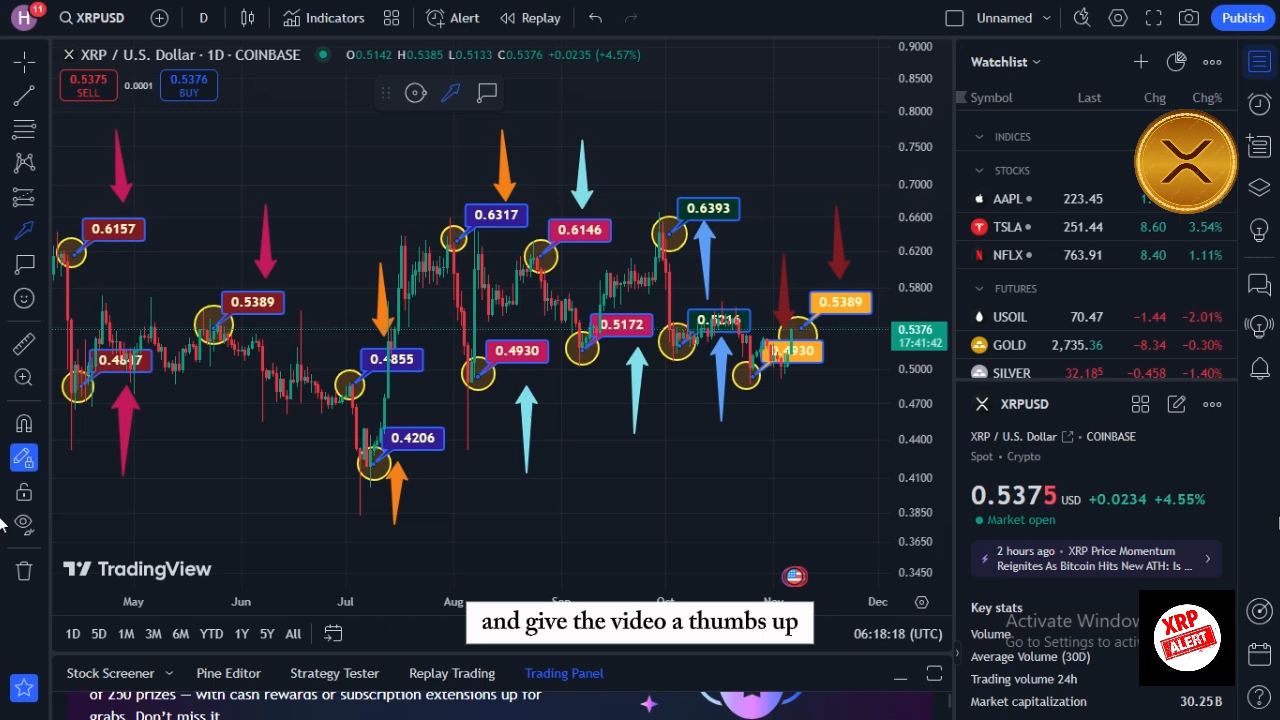 H 11 XRPUSD D Indicators Alert Replay Unnamed Publish
XRP / U.S. Dollar · 1D · COINBASE O0.5142 H0.5385 L0.5133 C0.5376 +0.0235 (+4.57%)
0.5375
SELL
0.0001
0.5376
BUY
0.9000
0.8500
0.8000
0.7500
0.7000
0.6600
0.6200
0.5800
0.5376
17:41:42
0.5000
0.4700
0.4400
0.4100
0.3850
0.3650
0.3450
0.6157
0.4847
0.5389
0.4855
0.4206
0.6317
0.4930
0.6146
0.5172
0.6393
0.5216
0.4930
0.5389
TradingView
May Jun Jul Aug Sep Oct Nov Dec
and give the video a thumbs up
1D 5D 1M 3M 6M YTD 1Y 5Y All
06:18:18 (UTC)
Stock Screener Pine Editor Strategy Tester Replay Trading Trading Panel
of 250 prizes — with cash rewards or subscription extensions up for
grabs. Don't miss it
Watchlist
Symbol Last Chg Chg%
INDICES
STOCKS
AAPL 223.45
TSLA 251.44 8.60 3.54%
NFLX 763.91 8.40 1.11%
FUTURES
USOIL 70.47 −1.44 −2.01%
GOLD 2,735.36 −8.34 −0.30%
SILVER 32.185 −0.458 −1.40%
XRPUSD
XRP / U.S. Dollar · COINBASE
Spot • Crypto
0.5375 USD +0.0234 +4.55%
Market open
2 hours ago • XRP Price Momentum
Reignites As Bitcoin Hits New ATH: Is ...
Key stats
Activate Window
Volume
Go to Settings to activ
Average Volume (30D)
Trading volume 24h
Market capitalization 30.25B
XRP
ALERT